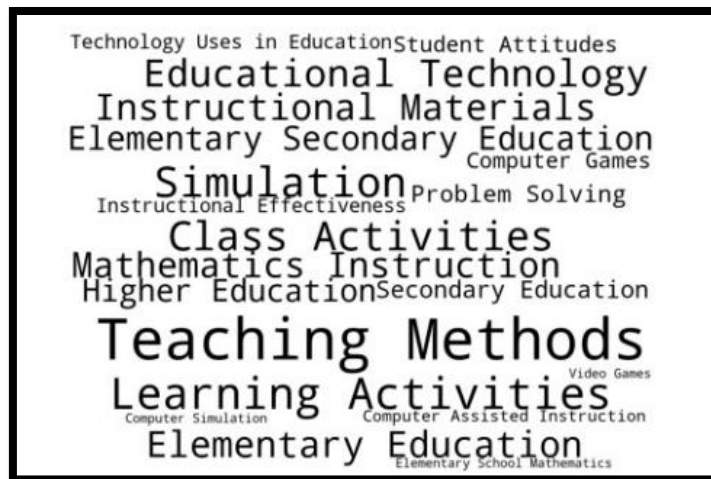 Technology Uses in Education Student Attitudes
Educational Technology
Instructional Materials
Elementary Secondary Education
Computer Games
Simulation Problem Solving
Instructional Effectiveness
Class Activities
Mathematics Instruction
Higher Education Secondary Education
Teaching Methods
Video Games
Learning Activities
Computer Simulation Computer Assisted Instruction
Elementary Education
Elementary School Mathematics